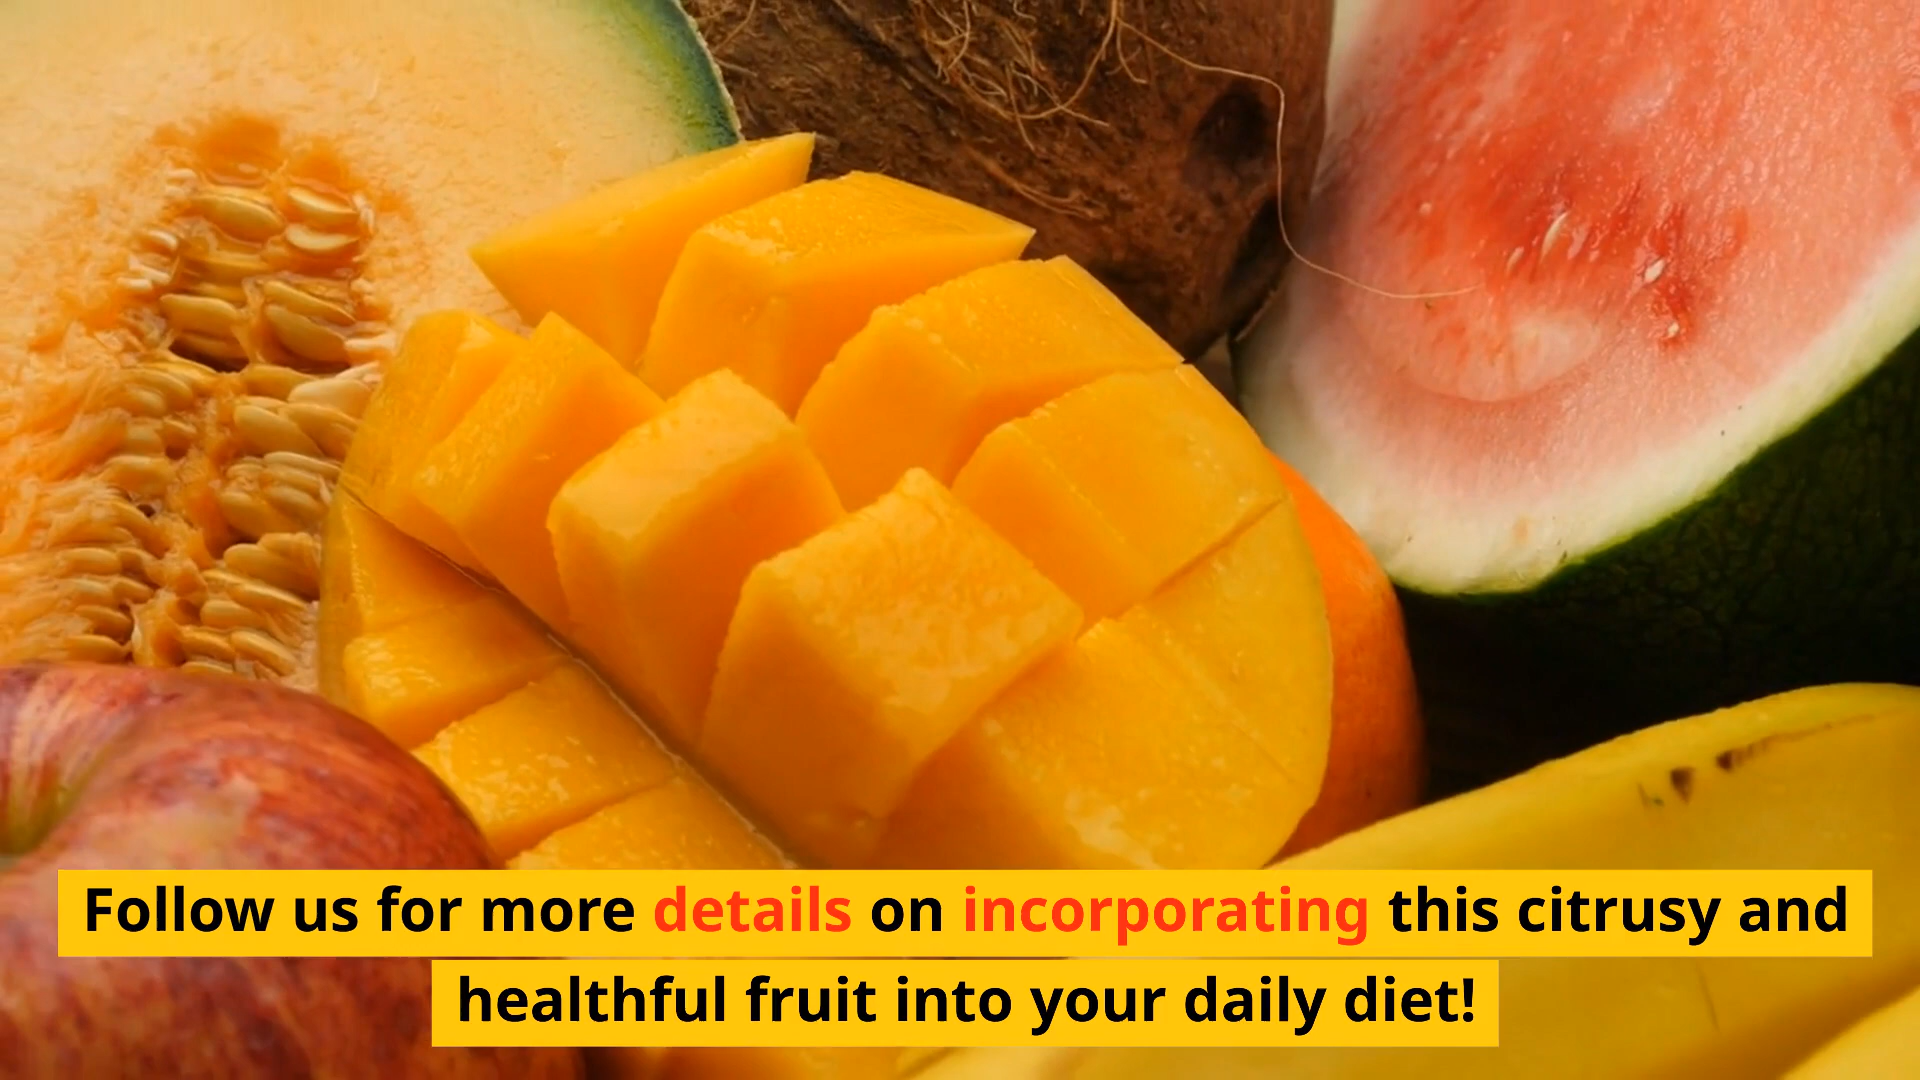 Follow us for more details on incorporating this citrusy and
healthful fruit into your daily diet!